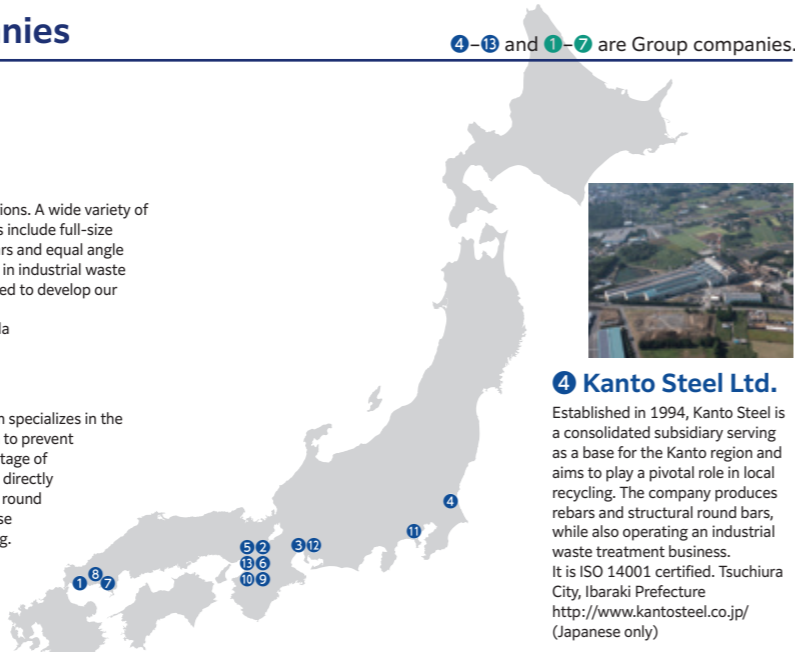 nies
4–13 and 1–7 are Group companies.
ions. A wide variety of
s include full-size
rs and equal angle
in industrial waste
ed to develop our
la
n specializes in the
to prevent
tage of
directly
round
se
g.
4 Kanto Steel Ltd.
Established in 1994, Kanto Steel is
a consolidated subsidiary serving
as a base for the Kanto region and
aims to play a pivotal role in local
recycling. The company produces
rebars and structural round bars,
while also operating an industrial
waste treatment business.
It is ISO 14001 certified. Tsuchiura
City, Ibaraki Prefecture
http://www.kantosteel.co.jp/
(Japanese only)
4
11
5 2 3 12
13 6
10 9
8
1 7